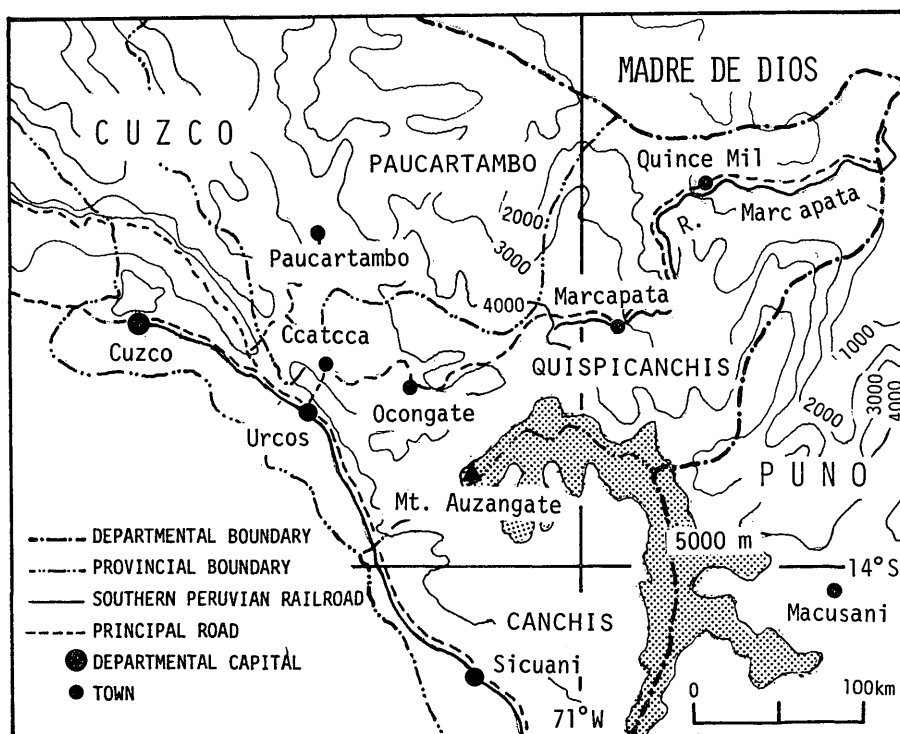 MADRE DE DIOS
CUZCO
PAUCARTAMBO
Quince Mil
2000
R. Marcapata
3000
Paucartambo
4000
Marcapata
Ccatcca
Cuzco
QUISPICANCHIS
1000
Ocongate
2000
3000
4000
Urcos
PUNO
Mt. Auzangate
DEPARTMENTAL BOUNDARY
5000 m
PROVINCIAL BOUNDARY
14°S
SOUTHERN PERUVIAN RAILROAD
Macusani
PRINCIPAL ROAD
CANCHIS
DEPARTMENTAL CAPITAL
Sicuani
TOWN
0
100km
71°W